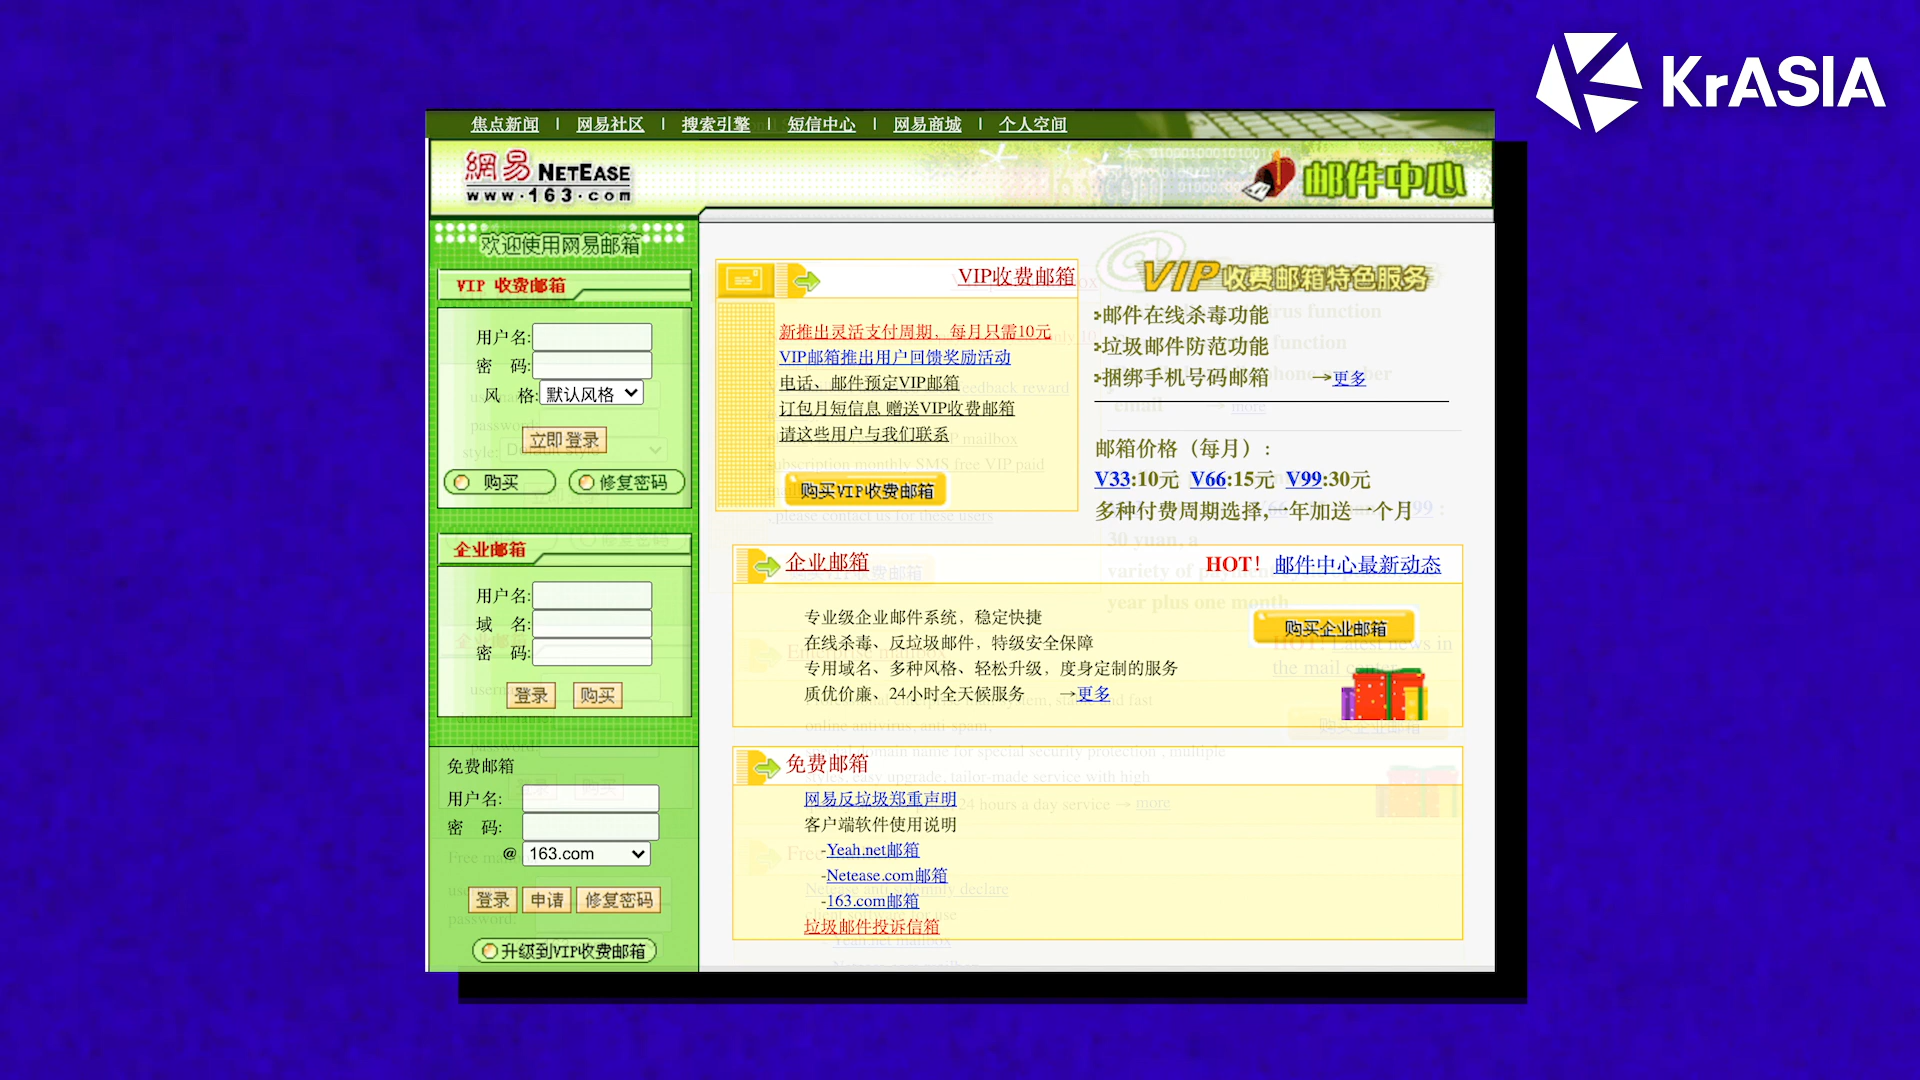 KrASIA
焦点新闻 | 网易社区 | 搜索引擎 | 短信中心 | 网易商城 | 个人空间
網易 NETEASE
www.163.com
邮件中心
欢迎使用网易邮箱
VIP 收费邮箱
用户名:
密 码:
风 格: 默认风格
立即登录
购买 修复密码
企业邮箱
用户名:
域 名:
密 码:
登录 购买
免费邮箱
用户名:
密 码:
@ 163.com
登录 申请 修复密码
升级到VIP收费邮箱
VIP收费邮箱
新推出灵活支付周期，每月只需10元
VIP邮箱推出用户回馈奖励活动
电话、邮件预定VIP邮箱
订包月短信息 赠送VIP收费邮箱
请这些用户与我们联系
购买VIP收费邮箱
VIP收费邮箱特色服务
邮件在线杀毒功能
垃圾邮件防范功能
捆绑手机号码邮箱 →更多
邮箱价格（每月）:
V33:10元 V66:15元 V99:30元
多种付费周期选择，一年加送一个月
企业邮箱
HOT! 邮件中心最新动态
专业级企业邮件系统，稳定快捷
在线杀毒、反垃圾邮件，特级安全保障
专用域名、多种风格、轻松升级，度身定制的服务
质优价廉、24小时全天候服务 →更多
购买企业邮箱
免费邮箱
网易反垃圾郑重声明
客户端软件使用说明
-Yeah.net邮箱
-Netease.com邮箱
-163.com邮箱
垃圾邮件投诉信箱